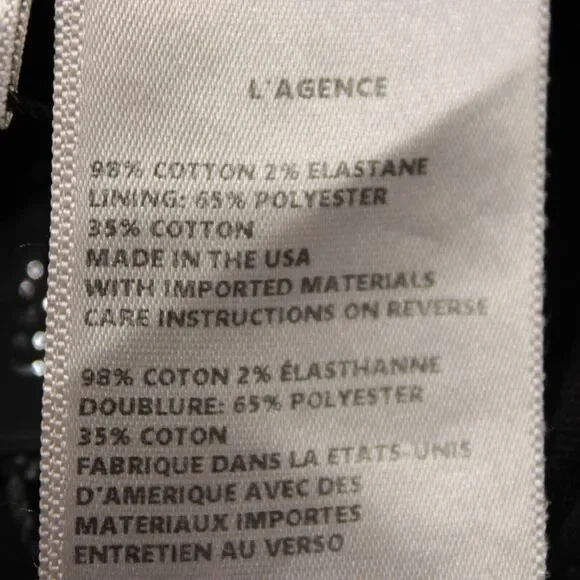 L'AGENCE
98% COTTON 2% ELASTANE
LINING: 65% POLYESTER
35% COTTON
MADE IN THE USA
WITH IMPORTED MATERIALS
CARE INSTRUCTIONS ON REVERSE
98% COTON 2% ÉLASTHANNE
DOUBLURE: 65% POLYESTER
35% COTON
FABRIQUE DANS LA ETATS-UNIS
D'AMERIQUE AVEC DES
MATERIAUX IMPORTES
ENTRETIEN AU VERSO